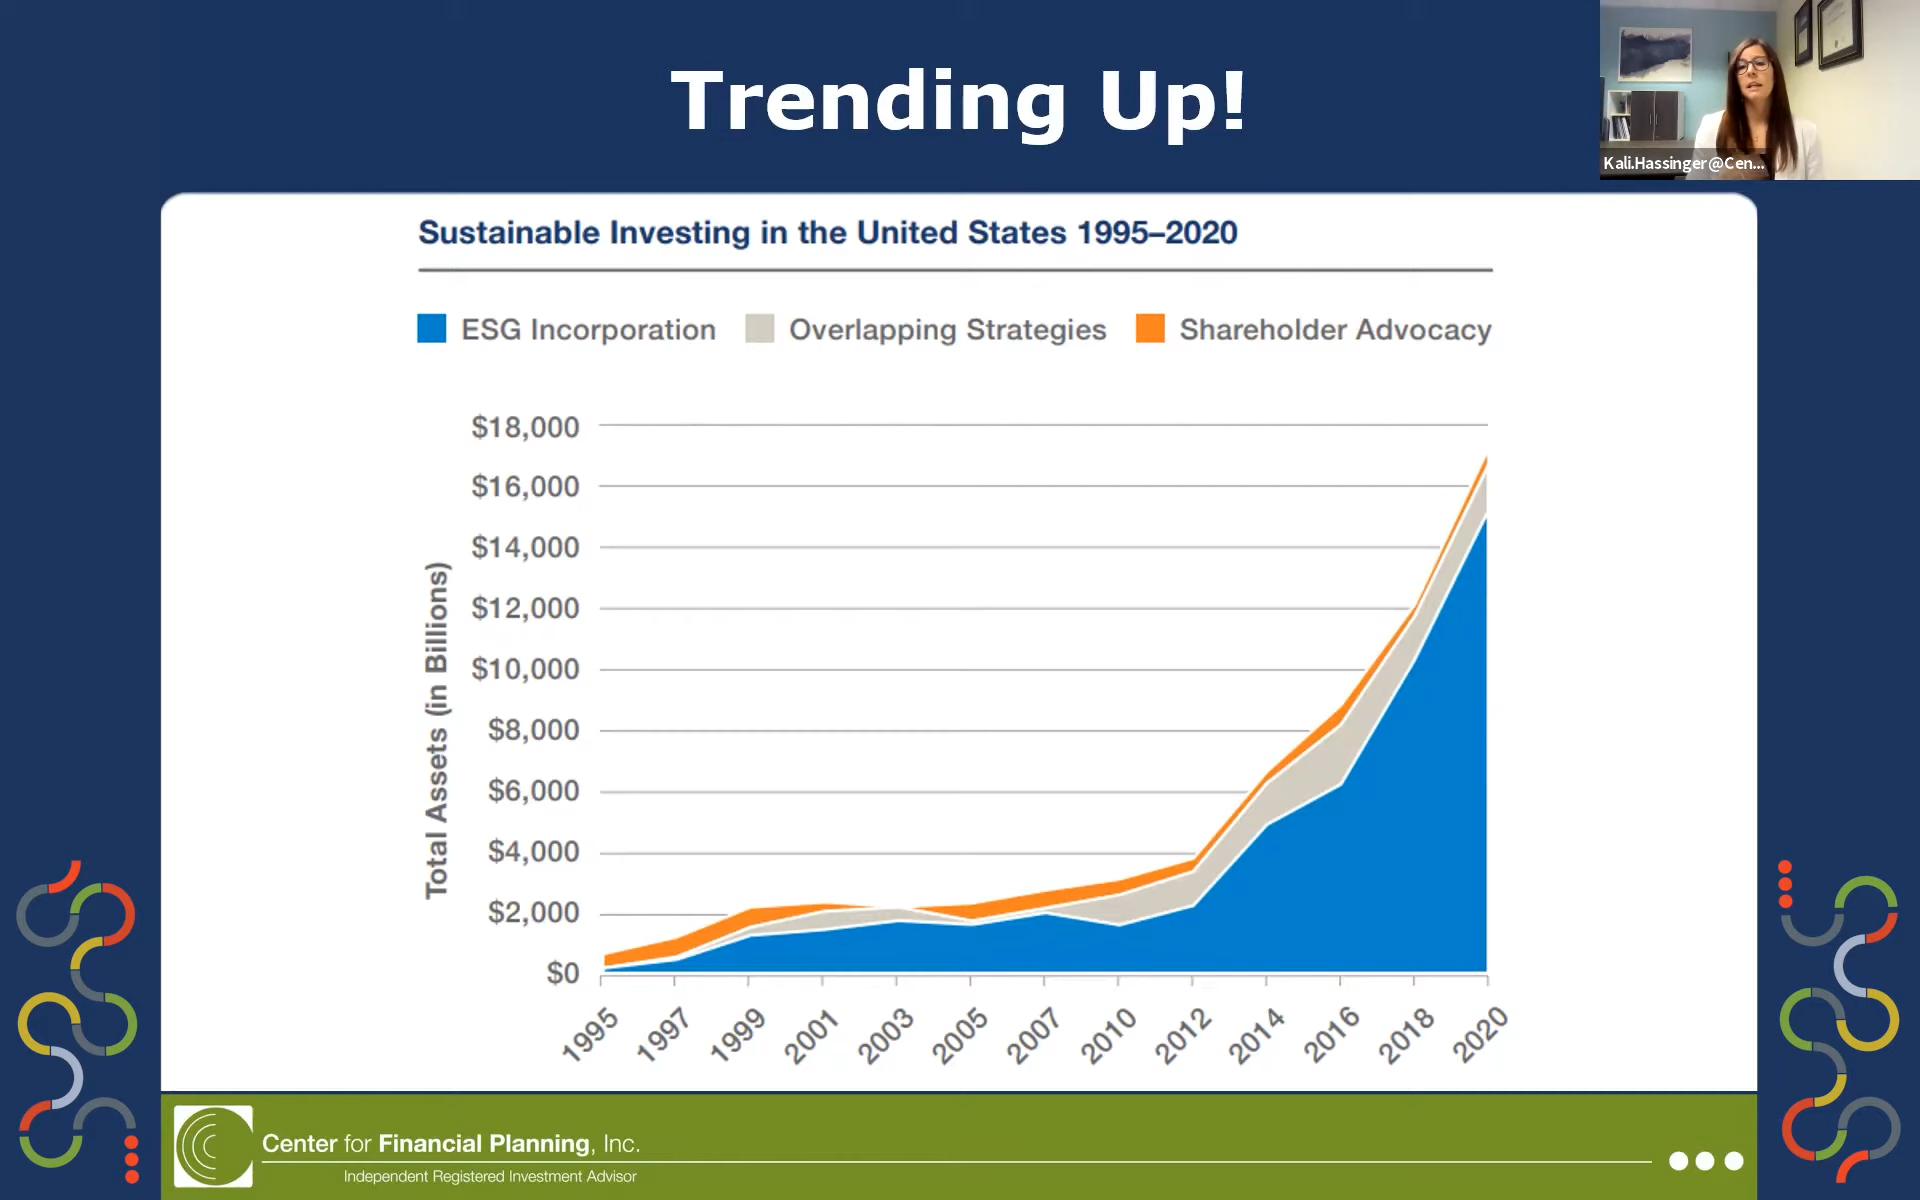 Trending Up!
Kali.Hassinger@Cen...
Sustainable Investing in the United States 1995–2020
ESG Incorporation Overlapping Strategies Shareholder Advocacy
Total Assets (in Billions)
$18,000
$16,000
$14,000
$12,000
$10,000
$8,000
$6,000
$4,000
$2,000
$0
1995 1997 1999 2001 2003 2005 2007 2010 2012 2014 2016 2018 2020
Center for Financial Planning, Inc.
Independent Registered Investment Advisor